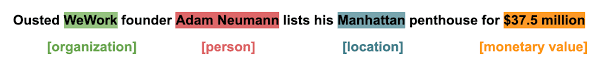 Ousted WeWork founder Adam Neumann lists his Manhattan penthouse for $37.5 million
[organization] [person] [location] [monetary value]